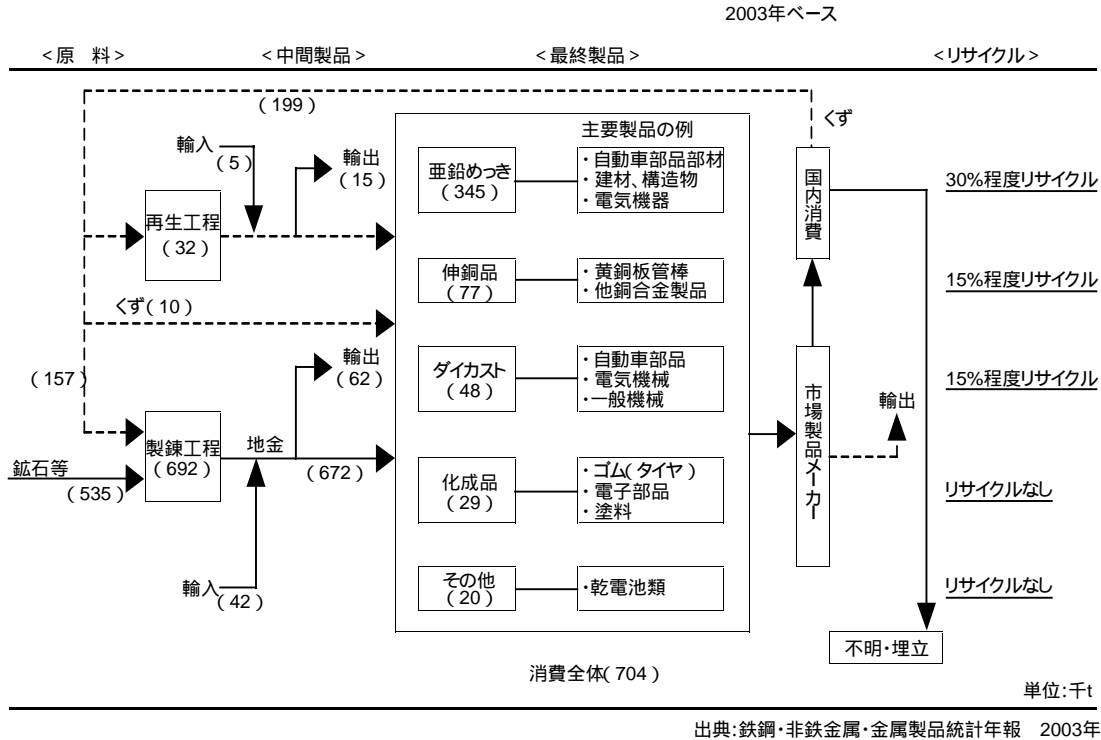 2003年ベース
<原　料>
<中間製品>
<最終製品>
<リサイクル>
(199)
くず
輸入
(5)
輸出
(15)
再生工程
(32)
くず(10)
(157)
輸出
(62)
製錬工程
(692)
地金
(672)
鉱石等
(535)
輸入
(42)
主要製品の例
亜鉛めっき
(345)
・自動車部品部材
・建材、構造物
・電気機器
伸銅品
(77)
・黄銅板管棒
・他銅合金製品
ダイカスト
(48)
・自動車部品
・電気機械
・一般機械
化成品
(29)
・ゴム(タイヤ)
・電子部品
・塗料
その他
(20)
・乾電池類
消費全体(704)
国内消費
市場製品メーカー
輸出
不明・埋立
30%程度リサイクル
15%程度リサイクル
15%程度リサイクル
リサイクルなし
リサイクルなし
単位:千t
出典:鉄鋼・非鉄金属・金属製品統計年報　2003年